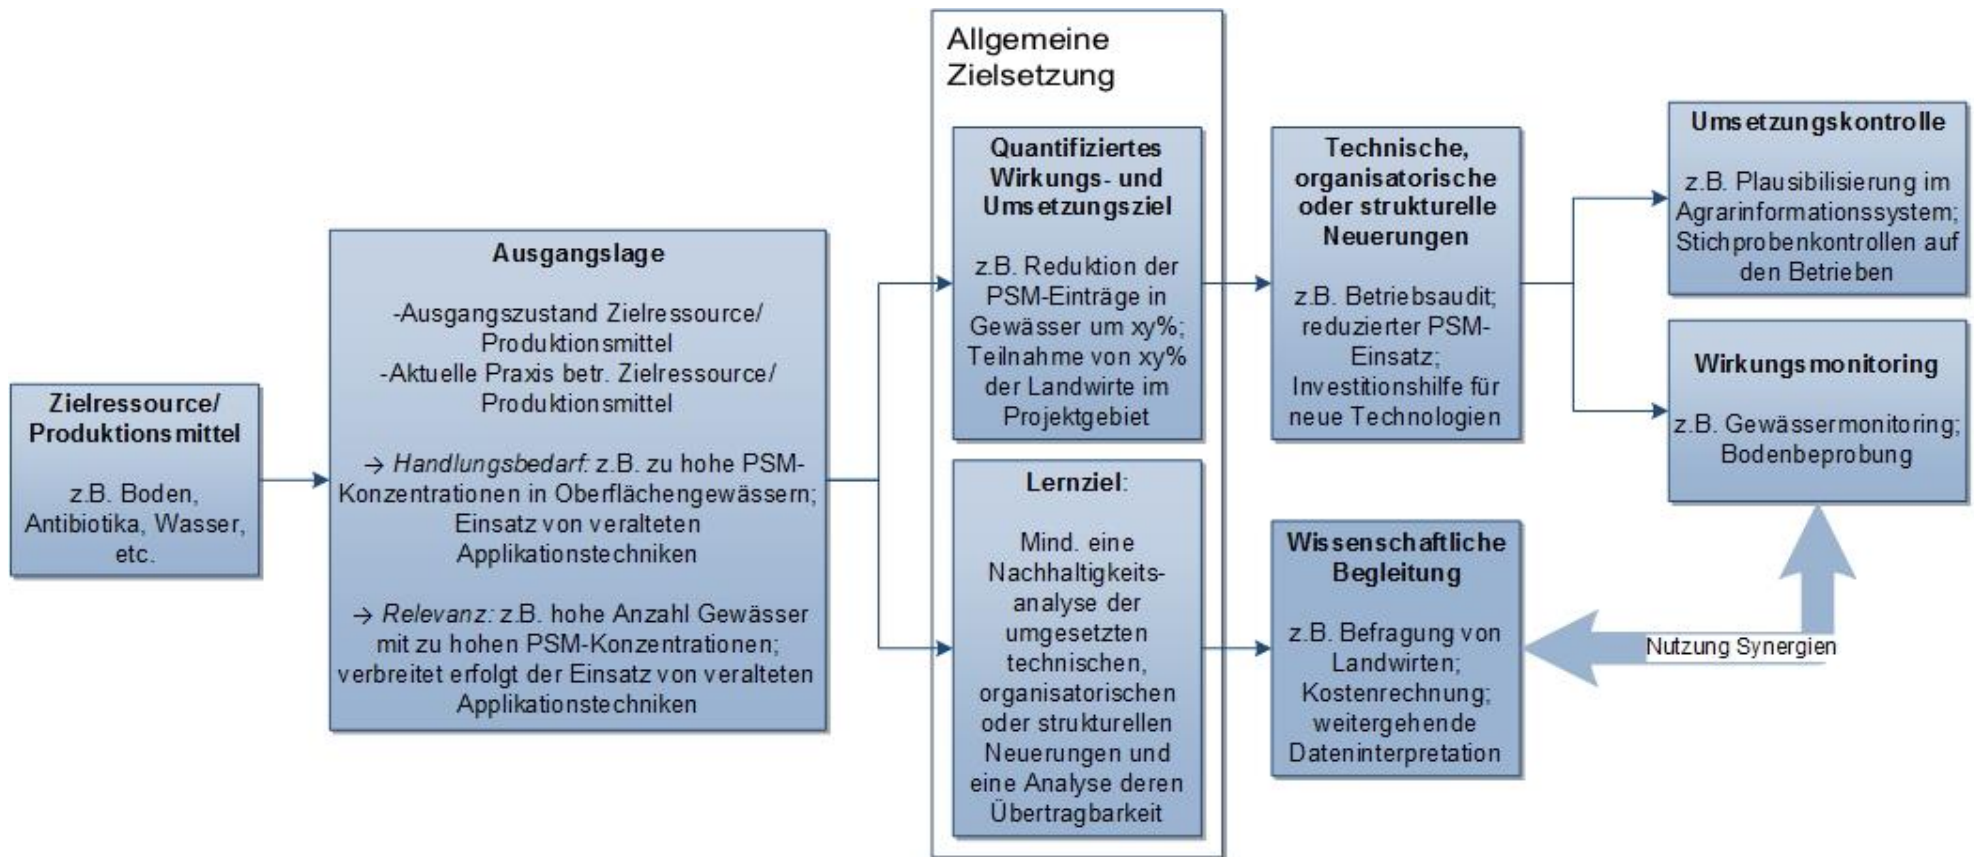 Zielressource/
Produktionsmittel
z.B. Boden,
Antibiotika, Wasser,
etc.
Ausgangslage
-Ausgangszustand Zielressource/
Produktionsmittel
-Aktuelle Praxis betr. Zielressource/
Produktionsmittel
→ Handlungsbedarf: z.B. zu hohe PSM-
Konzentrationen in Oberflächengewässern;
Einsatz von veralteten
Applikationstechniken
→ Relevanz: z.B. hohe Anzahl Gewässer
mit zu hohen PSM-Konzentrationen;
verbreitet erfolgt der Einsatz von veralteten
Applikationstechniken
Allgemeine
Zielsetzung
Quantifiziertes
Wirkungs- und
Umsetzungsziel
z.B. Reduktion der
PSM-Einträge in
Gewässer um xy%;
Teilnahme von xy%
der Landwirte im
Projektgebiet
Lernziel:
Mind. eine
Nachhaltigkeits-
analyse der
umgesetzten
technischen,
organisatorischen
oder strukturellen
Neuerungen und
eine Analyse deren
Übertragbarkeit
Technische,
organisatorische
oder strukturelle
Neuerungen
z.B. Betriebsaudit;
reduzierter PSM-
Einsatz;
Investitionshilfe für
neue Technologien
Wissenschaftliche
Begleitung
z.B. Befragung von
Landwirten;
Kostenrechnung;
weitergehende
Dateninterpretation
Umsetzungskontrolle
z.B. Plausibilisierung im
Agrarinformationssystem;
Stichprobenkontrollen auf
den Betrieben
Wirkungsmonitoring
z.B. Gewässermonitoring;
Bodenbeprobung
Nutzung Synergien